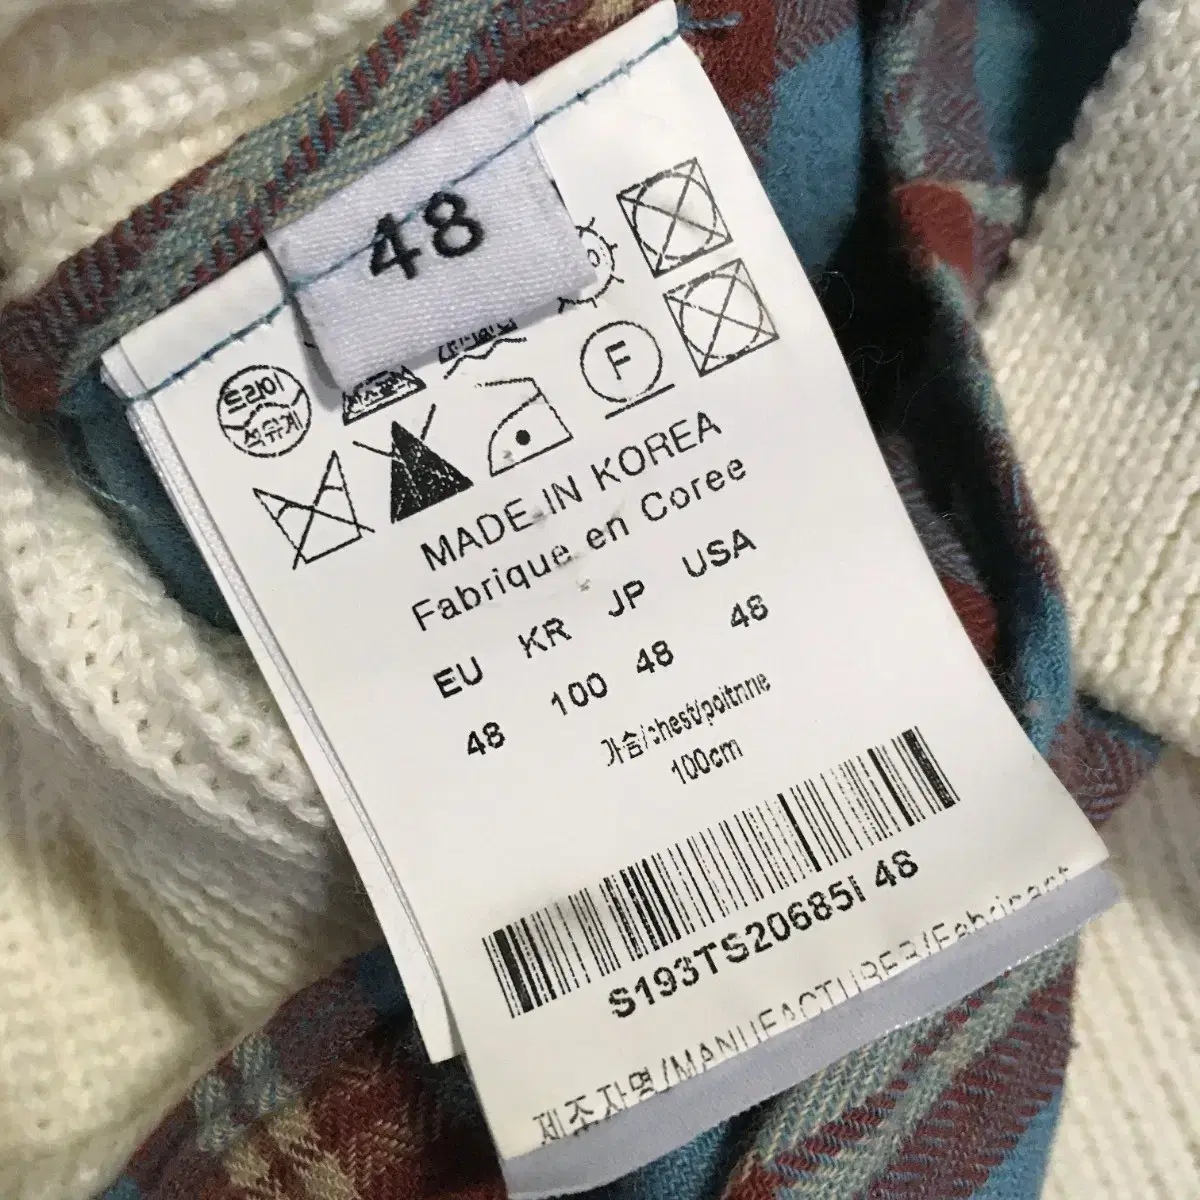 48
드라이
석유계
F
MADE IN KOREA
Fabrique en Coree
EU KR JP USA
48 100 48 48
가슴/chest/poitrine
100cm
S193TS20685I 48
제조자명/MANUFACTURER/Fabricant